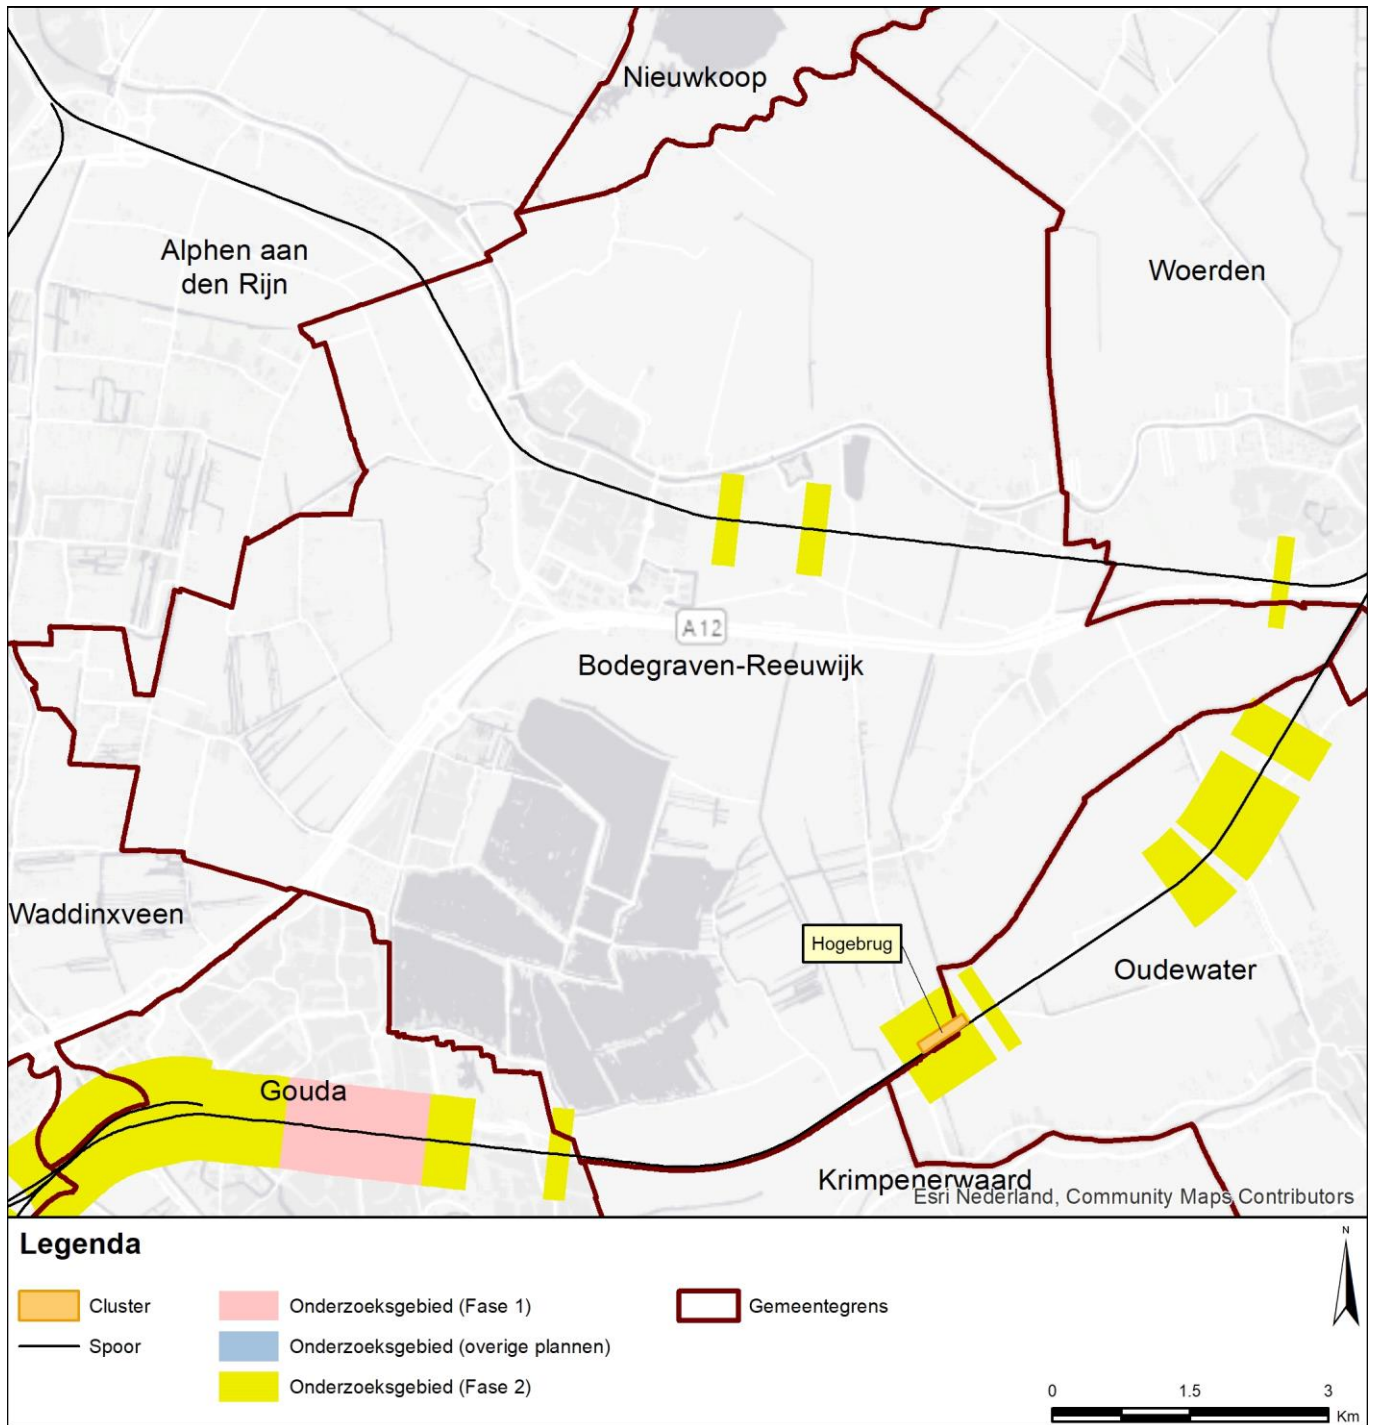 Nieuwkoop
Alphen aan
den Rijn
Woerden
A12
Bodegraven-Reeuwijk
Waddinxveen
Hogebrug
Oudewater
Gouda
Krimpenerwaard
Esri Nederland, Community Maps Contributors
Legenda
N
Cluster
Onderzoeksgebied (Fase 1)
Gemeentegrens
Spoor
Onderzoeksgebied (overige plannen)
Onderzoeksgebied (Fase 2)
0 1.5 3
Km